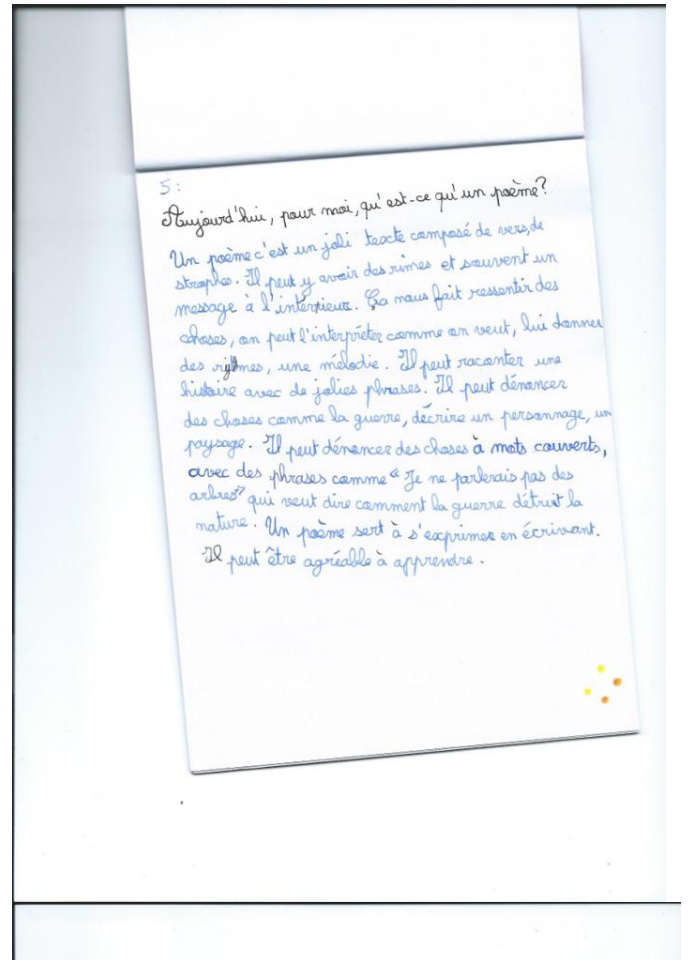 5:
Aujourd'hui, pour moi, qu'est-ce qu'un poème?
Un poème c'est un joli texte composé de vers, de
strophe. Il peut y avoir des rimes et souvent un
message à l'intérieur. Ça nous fait ressentir des
choses, on peut l'interpréter comme on veut, lui donner
des rytmes, une mélodie. Il peut raconter une
histoire avec de jolies phrases. Il peut dénoncer
des choses comme la guerre, décrire un personnage, un
paysage. Il peut dénoncer des choses à mots couverts,
avec des phrases comme " Je ne parlerais pas des
arbres" qui veut dire comment la guerre détruit la
nature. Un poème sert à s'exprimer en écrivant.
Il peut être agréable à apprendre.